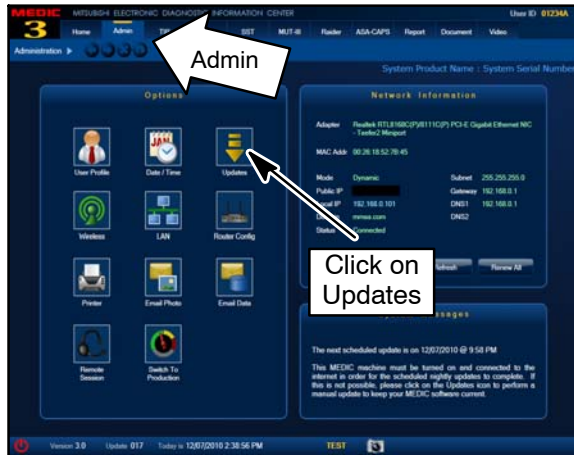 MEDIC MITSUBISHI ELECTRONIC DIAGNOSTIC INFORMATION CENTER User ID 01234A
3 Home Admin SST MUT-III Reader ASA-CAPS Report Document Video
Administration
Admin
System Product Name : System Serial Number
Options
User Profile Date / Time Updates
Wireless LAN Router Config
Printer Email Photo Email Data
Remote Session Switch To Production
Network Information
Adapter Realtek RTL8168C(P)/8111C(P) PCI-E Gigabit Ethernet NIC
- Teefer2 Miniport
MAC Addr 00:26:18:52:78:45
Mode Dynamic Subnet 255.255.255.0
Public IP Gateway 192.168.0.1
Local IP 192.168.0.101 DNS1 192.168.0.1
mmsa.com DNS2
Status Connected
Refresh Renew All
Click on
Updates
The next scheduled update is on 12/07/2010 @ 9:58 PM
This MEDIC machine must be turned on and connected to the
internet in order for the scheduled nightly updates to complete. If
this is not possible, please click on the Updates icon to perform a
manual update to keep your MEDIC software current.
Version 3.0 Update 017 Today is 12/07/2010 2:38:56 PM TEST